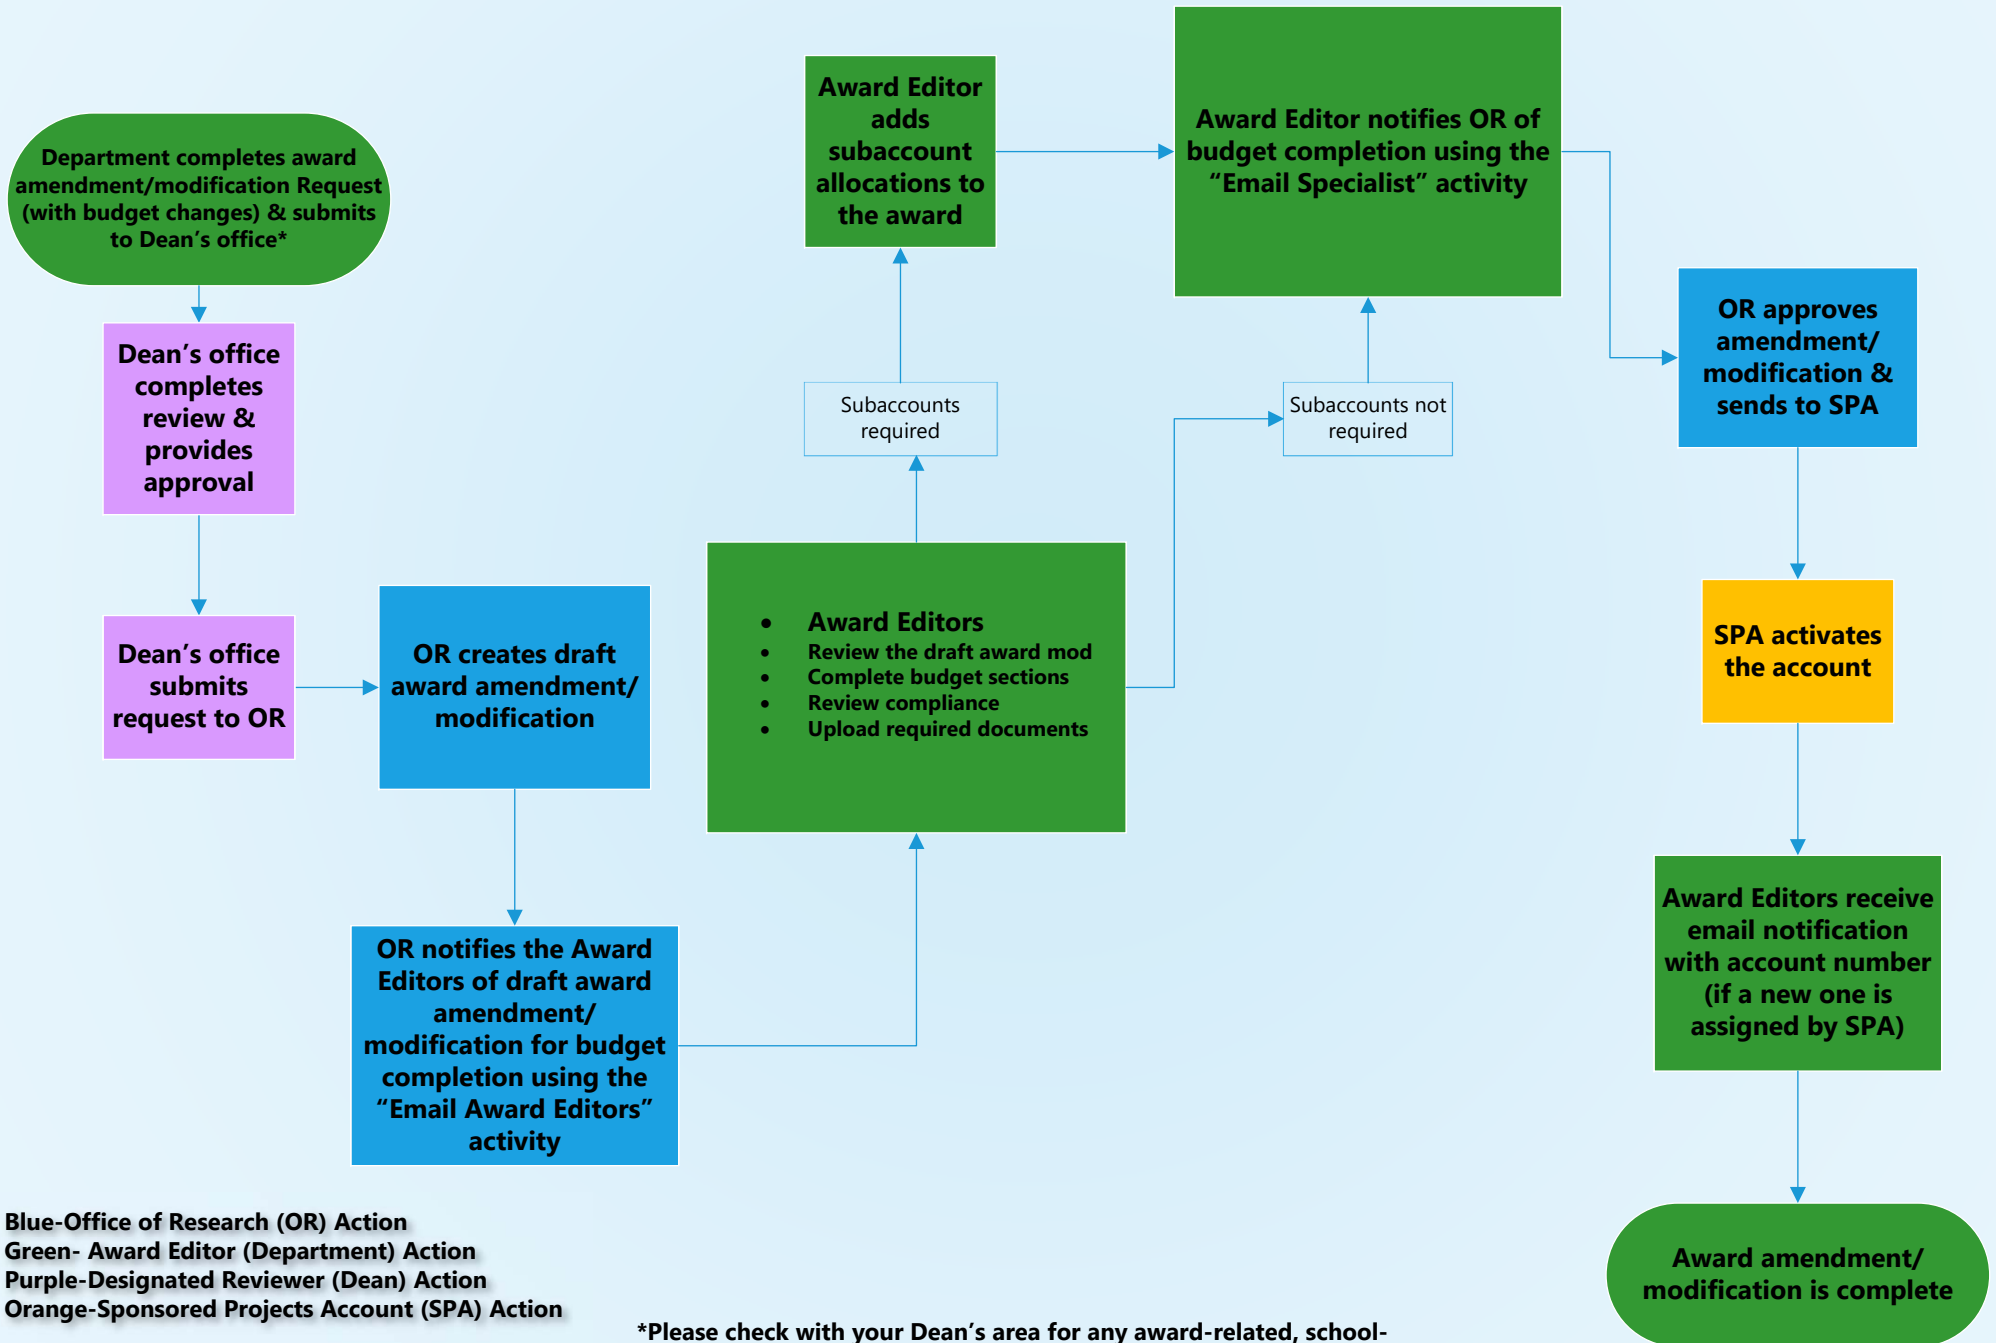 Department completes award
amendment/modification Request
(with budget changes) & submits
to Dean’s office*
Dean’s office
completes
review &
provides
approval
Dean’s office
submits
request to OR
OR creates draft
award amendment/
modification
OR notifies the Award
Editors of draft award
amendment/
modification for budget
completion using the
“Email Award Editors”
activity
• Award Editors
• Review the draft award mod
• Complete budget sections
• Review compliance
• Upload required documents
Subaccounts
required
Award Editor
adds
subaccount
allocations to
the award
Subaccounts not
required
Award Editor notifies OR of
budget completion using the
“Email Specialist” activity
OR approves
amendment/
modification &
sends to SPA
SPA activates
the account
Award Editors receive
email notification
with account number
(if a new one is
assigned by SPA)
Award amendment/
modification is complete
Blue-Office of Research (OR) Action
Green- Award Editor (Department) Action
Purple-Designated Reviewer (Dean) Action
Orange-Sponsored Projects Account (SPA) Action
*Please check with your Dean’s area for any award-related, school-